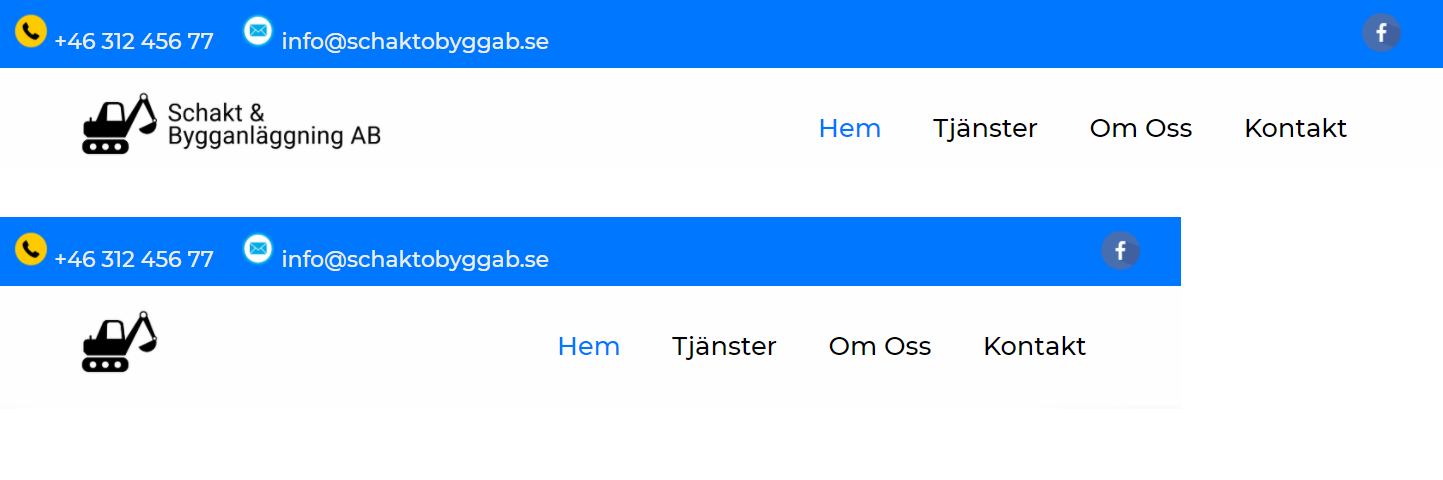 +46 312 456 77 info@schaktobyggab.se
Schakt &
Bygganläggning AB
Hem Tjänster Om Oss Kontakt
+46 312 456 77 info@schaktobyggab.se
Hem Tjänster Om Oss Kontakt